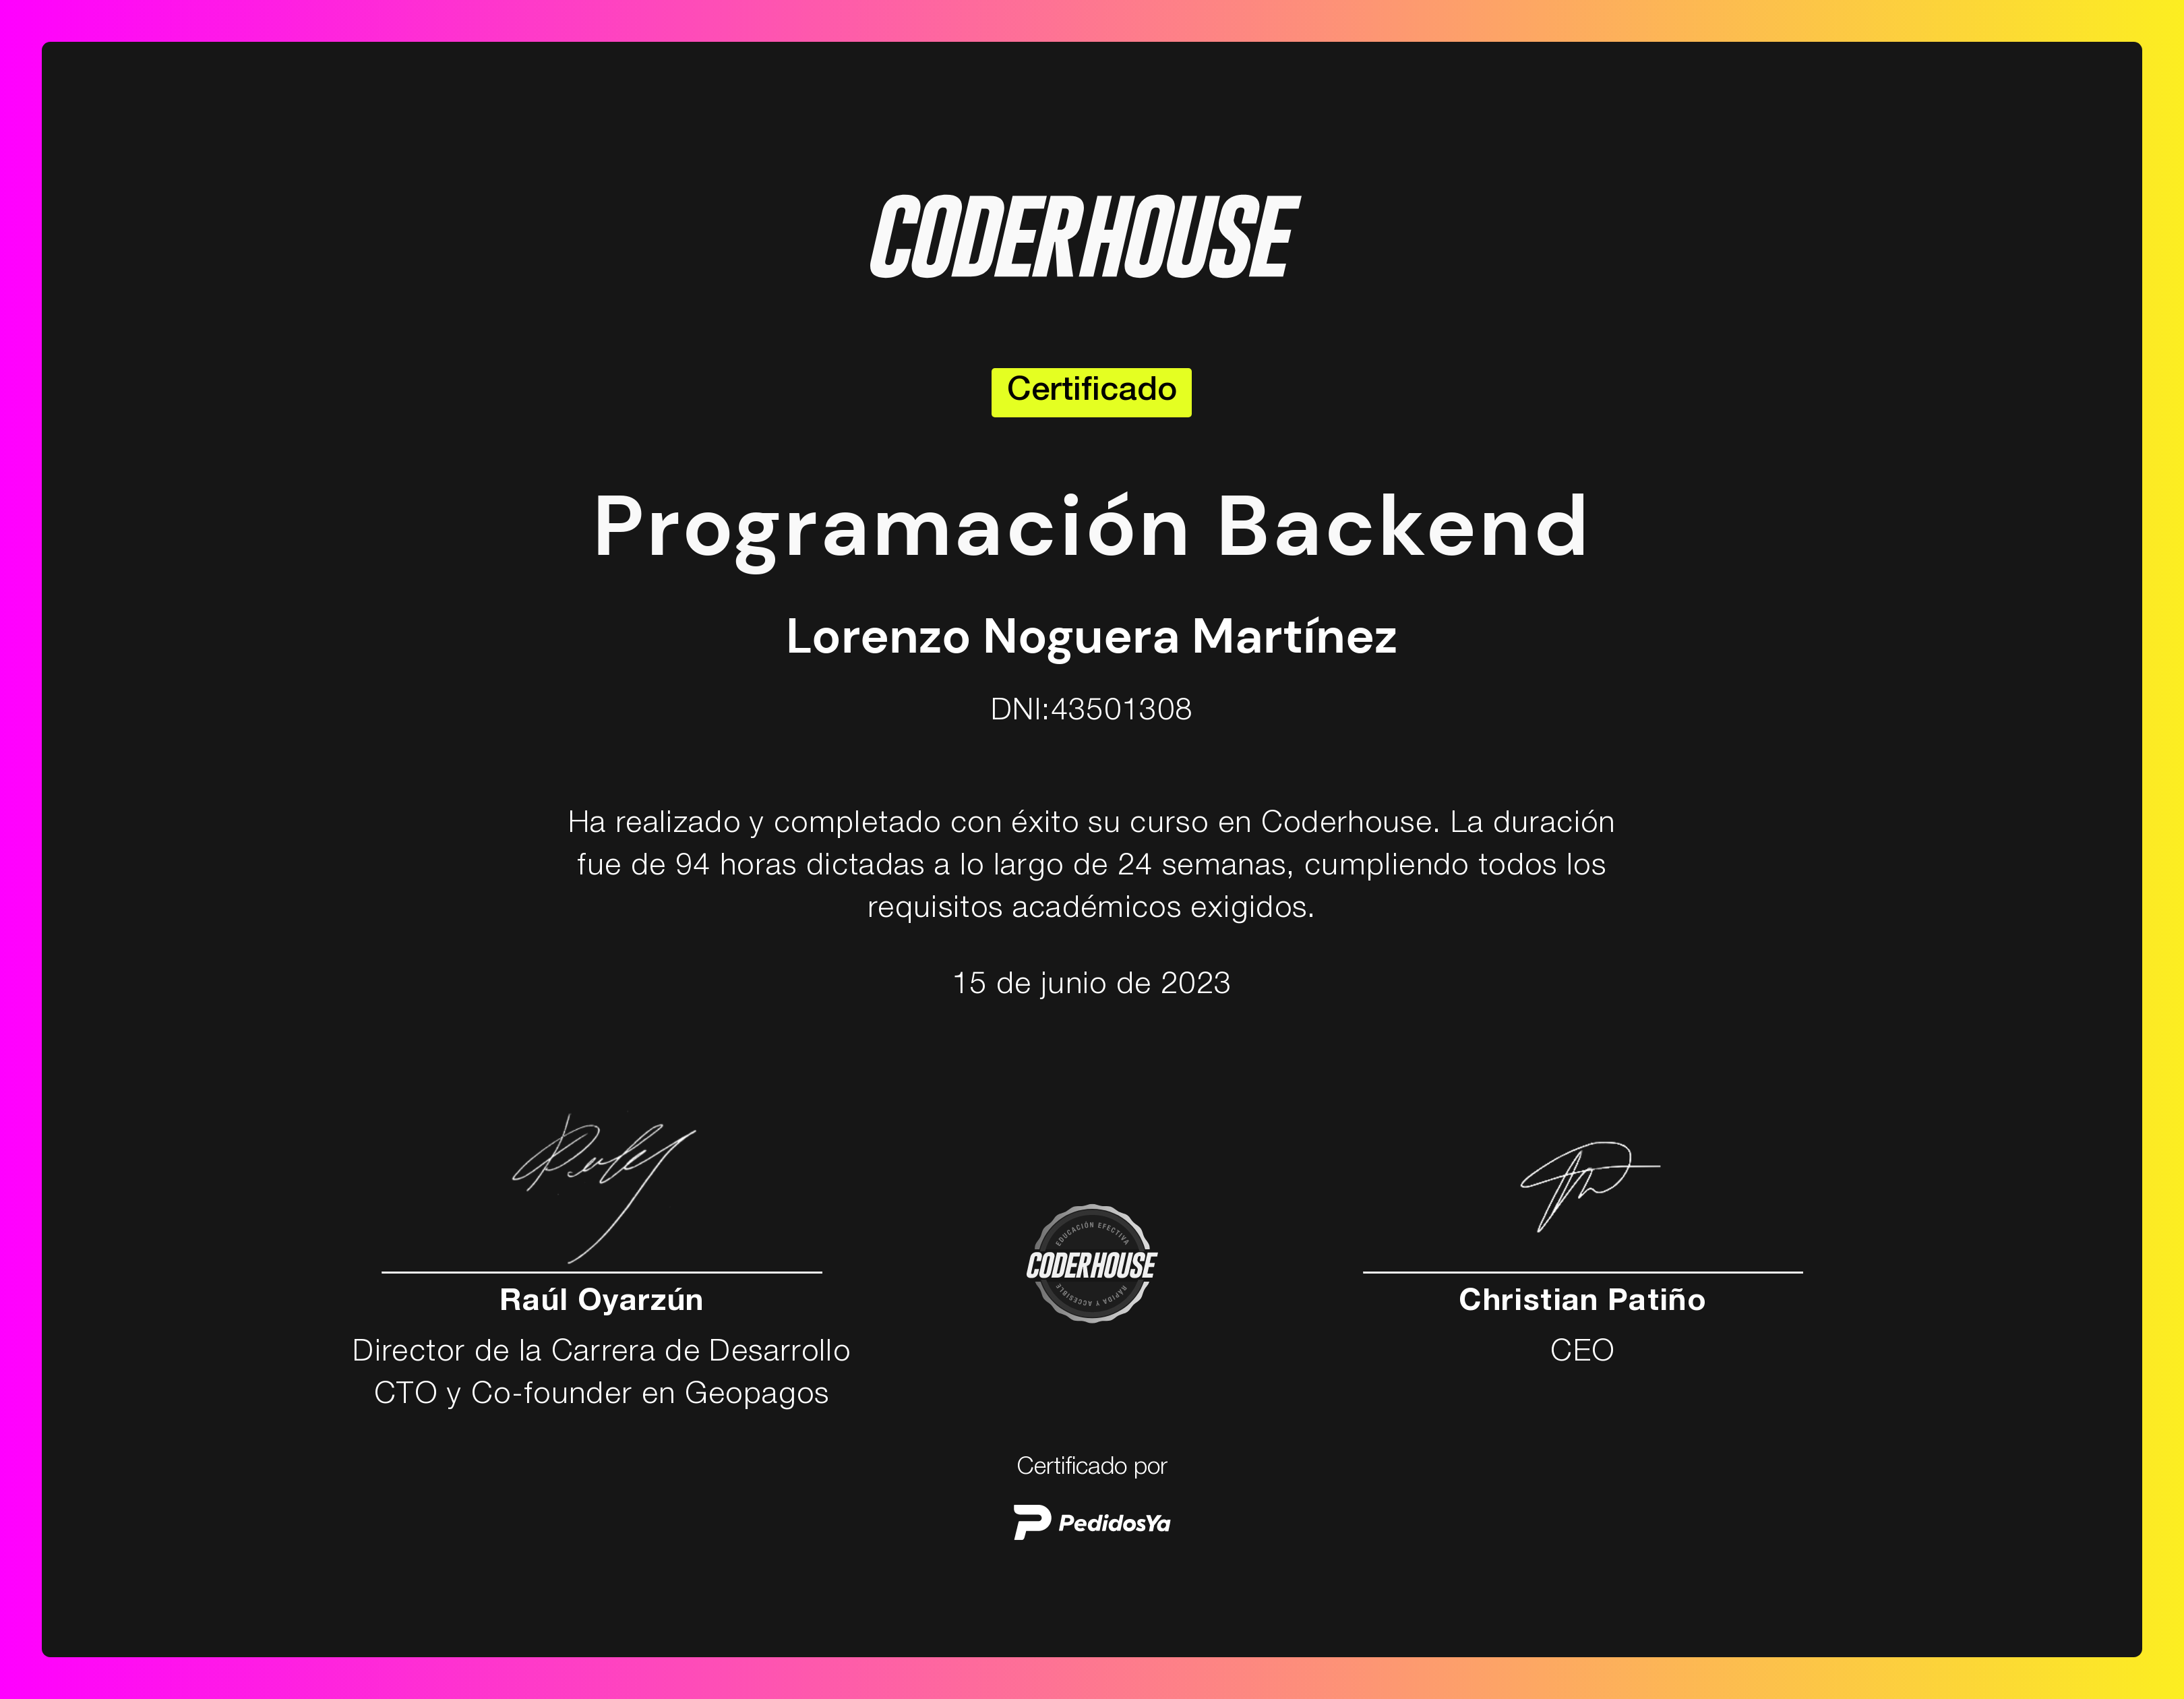 CODERHOUSE
Certificado
Programación Backend
Lorenzo Noguera Martínez
DNI:43501308
Ha realizado y completado con éxito su curso en Coderhouse. La duración
fue de 94 horas dictadas a lo largo de 24 semanas, cumpliendo todos los
requisitos académicos exigidos.
15 de junio de 2023
EDUCACIÓN EFECTIVA
CODERHOUSE
RÁPIDA Y ACCESIBLE
Raúl Oyarzún
Director de la Carrera de Desarrollo
CTO y Co-founder en Geopagos
Christian Patiño
CEO
Certificado por
PedidosYa